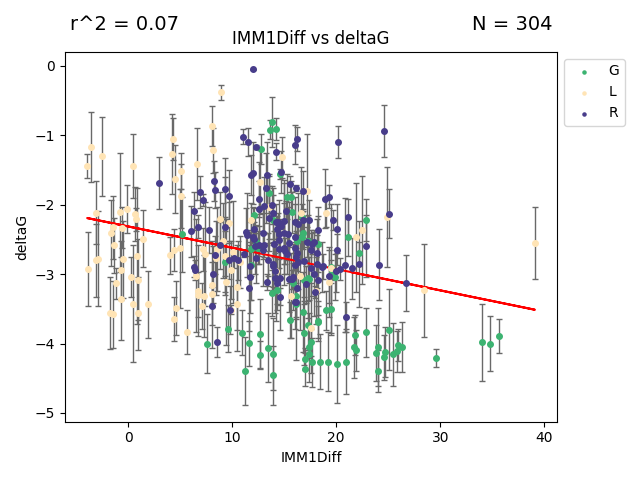 r^2 = 0.07
N = 304
IMM1Diff vs deltaG
G
L
R
0
−1
−2
−3
−4
−5
deltaG
0 10 20 30 40
IMM1Diff